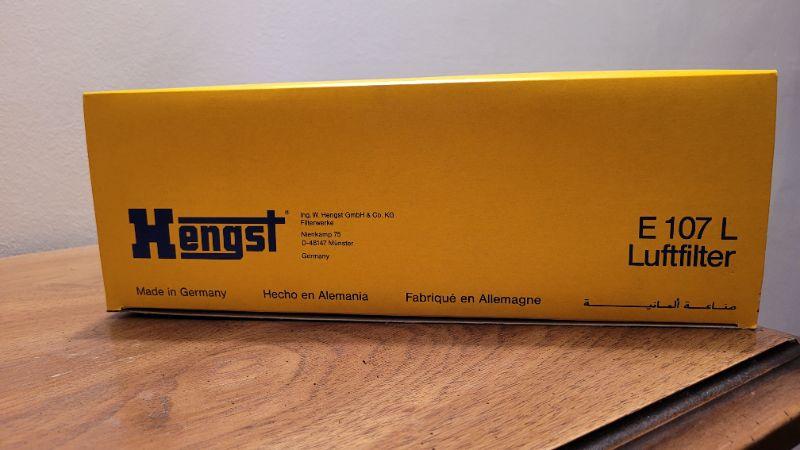 Hengst®
Ing. W. Hengst GmbH & Co. KG
Filterwerke
Nienkamp 75
D-48147 Münster
Germany
E 107 L
Luftfilter
Made in Germany
Hecho en Alemania
Fabriqué en Allemagne
صناعة ألمانية